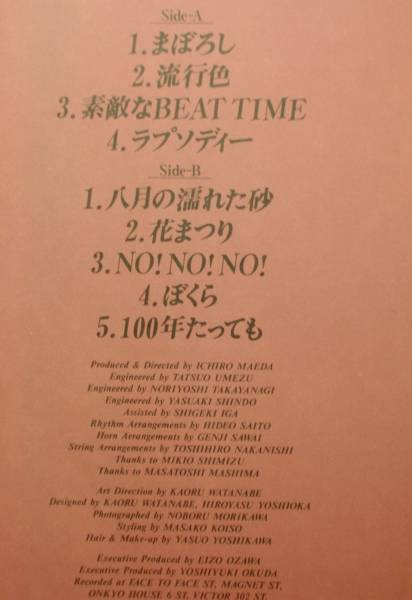 Side-A
1.まぼろし
2.流行色
3.素敵なBEAT TIME
4.ラプソディー
Side-B
1.八月の濡れた砂
2.花まつり
3.NO! NO! NO!
4.ぼくら
5.100年たっても
Produced & Directed by ICHIRO MAEDA
Engineered by TATSUO UMEZU
Engineered by NORIYOSHI TAKAYANAGI
Engineered by YASUAKI SHINDO
Assisted by SHIGEKI IGA
Rhythm Arrangements by HIDEO SAITO
Horn Arrangements by GENJI SAWAI
String Arrangements by TOSHIHIRO NAKANISHI
Thanks to MIKIO SHIMIZU
Thanks to MASATOSHI MASHIMA
Art Direction by KAORU WATANABE
Designed by KAORU WATANABE, HIROYASU YOSHIOKA
Photographed by NOBORU MORIKAWA
Styling by MASAKO KOISO
Hair & Make-up by YASUO YOSHIKAWA
Executive Produced by EIZO OZAWA
Executive Produced by YOSHIYUKI OKUDA
Recorded at FACE TO FACE ST, MAGNET ST,
ONKYO HOUSE 6 ST, VICTOR 302 ST.